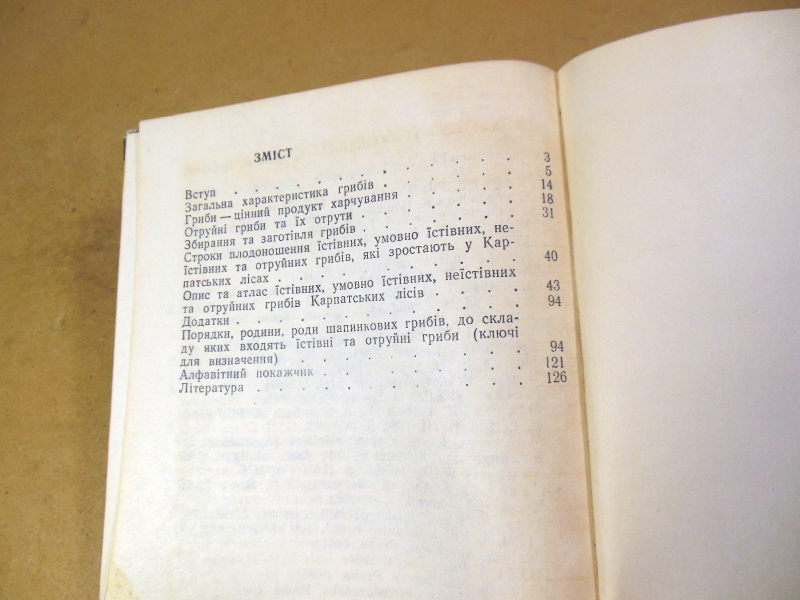 ЗМІСТ
Вступ . . . . . . . . . . 3
Загальна характеристика грибів . . . . . 5
Гриби — цінний продукт харчування . . . . 14
Отруйні гриби та їх отрути . . . . . . 18
Збирання та заготівля грибів . . . . . . 31
Строки плодоношення їстівних, умовно їстівних, не-
їстівних та отруйних грибів, які зростають у Кар-
патських лісах . . . . . . . . . 40
Опис та атлас їстівних, умовно їстівних, неїстівних
та отруйних грибів Карпатських лісів . . . . 43
Додатки . . . . . . . . . . 94
Порядки, родини, роди шапинкових грибів, до скла-
ду яких входять їстівні та отруйні гриби (ключі
для визначення) . . . . . . . . 94
Алфавітний покажчик . . . . . . . 121
Література . . . . . . . . . 126